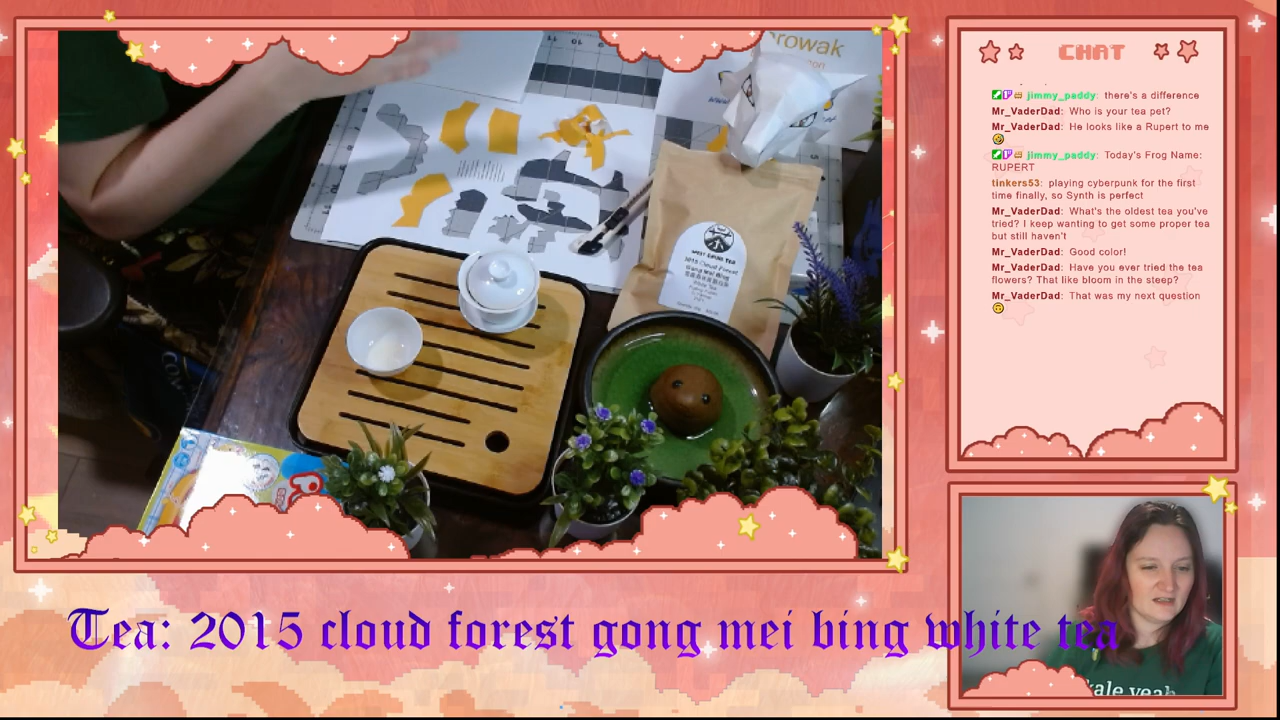 CHAT
jimmy_paddy: there's a difference
Mr_VaderDad: Who is your tea pet?
Mr_VaderDad: He looks like a Rupert to me
jimmy_paddy: Today's Frog Name:
RUPERT
tinkers53: playing cyberpunk for the first
time finally, so Synth is perfect
Mr_VaderDad: What's the oldest tea you've
tried? I keep wanting to get some proper tea
but still haven't
Mr_VaderDad: Good color!
Mr_VaderDad: Have you ever tried the tea
flowers? That like bloom in the steep?
Mr_VaderDad: That was my next question
rowak
2015 Cloud Forest
Gong Mei Bing
White Tea
Tea: 2015 cloud forest gong mei bing white tea
kale yeah